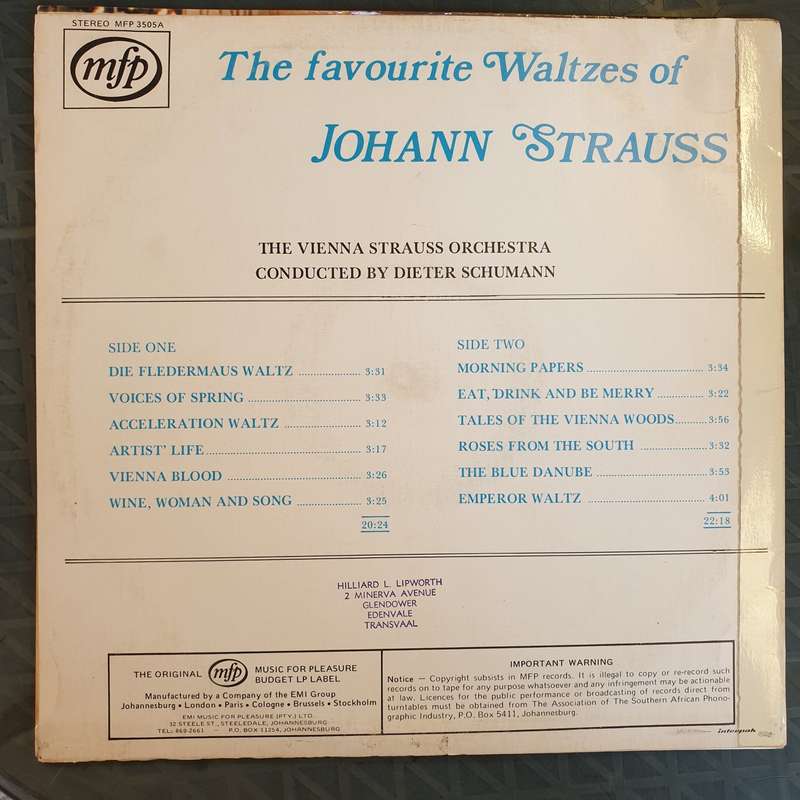 STEREO MFP 3505A
mfp
The favourite Waltzes of
JOHANN STRAUSS
THE VIENNA STRAUSS ORCHESTRA
CONDUCTED BY DIETER SCHUMANN
SIDE ONE
DIE FLEDERMAUS WALTZ 3:31
VOICES OF SPRING 3:33
ACCELERATION WALTZ 3:12
ARTIST' LIFE 3:17
VIENNA BLOOD 3:26
WINE, WOMAN AND SONG 3:25
20:24
SIDE TWO
MORNING PAPERS 3:34
EAT, DRINK AND BE MERRY 3:22
TALES OF THE VIENNA WOODS 3:56
ROSES FROM THE SOUTH 3:32
THE BLUE DANUBE 3:53
EMPEROR WALTZ 4:01
22:18
HILLIARD L. LIPWORTH
2 MINERVA AVENUE
GLENDOWER
EDENVALE
TRANSVAAL
THE ORIGINAL mfp MUSIC FOR PLEASURE
BUDGET LP LABEL
Manufactured by a Company of the EMI Group
Johannesburg • London • Paris • Cologne • Brussels • Stockholm
EMI MUSIC FOR PLEASURE (PTY.) LTD.
32 STEELE ST., STEELEDALE, JOHANNESBURG
TEL: 869-2661 – P.O. BOX 11254, JOHANNESBURG
IMPORTANT WARNING
Notice — Copyright subsists in MFP records. It is illegal to copy or re-record such
records on to tape for any purpose whatsoever and any infringement may be actionable
at law. Licences for the public performance or broadcasting of records direct from
turntables must be obtained from The Association of The Southern African Phono-
graphic Industry, P.O. Box 5411, Johannesburg.
interpak